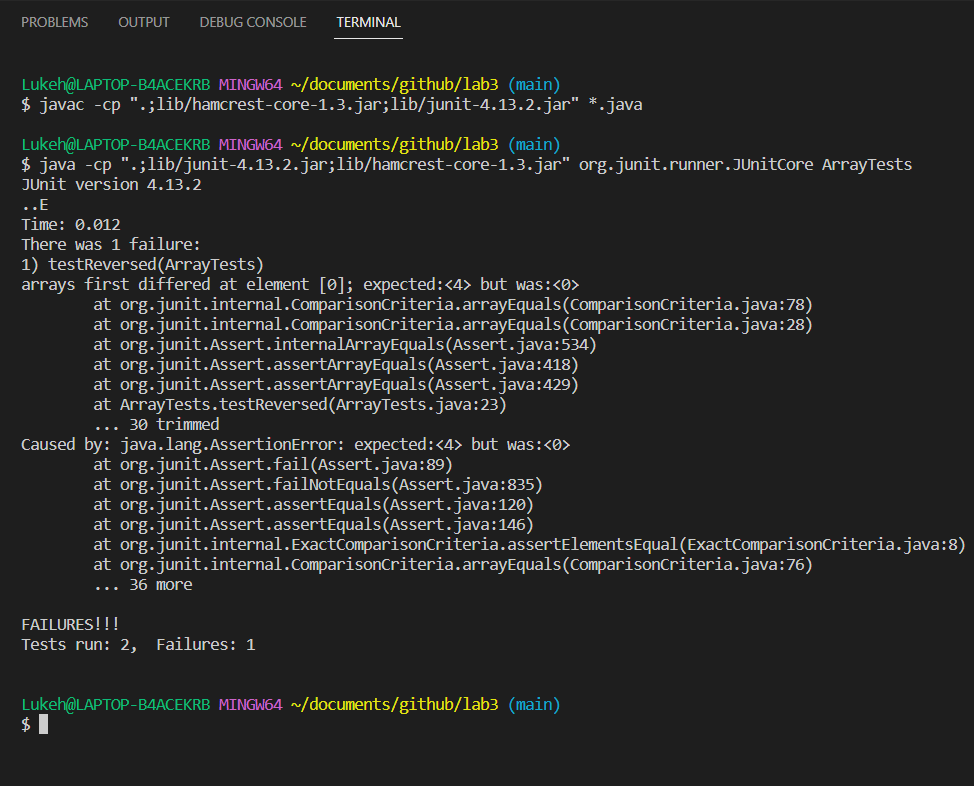 PROBLEMS OUTPUT DEBUG CONSOLE TERMINAL
Lukeh@LAPTOP-B4ACEKRB MINGW64 ~/documents/github/lab3 (main)
$ javac -cp ".;lib/hamcrest-core-1.3.jar;lib/junit-4.13.2.jar" *.java
Lukeh@LAPTOP-B4ACEKRB MINGW64 ~/documents/github/lab3 (main)
$ java -cp ".;lib/junit-4.13.2.jar;lib/hamcrest-core-1.3.jar" org.junit.runner.JUnitCore ArrayTests
JUnit version 4.13.2
..E
Time: 0.012
There was 1 failure:
1) testReversed(ArrayTests)
arrays first differed at element [0]; expected:<4> but was:<0>
at org.junit.internal.ComparisonCriteria.arrayEquals(ComparisonCriteria.java:78)
at org.junit.internal.ComparisonCriteria.arrayEquals(ComparisonCriteria.java:28)
at org.junit.Assert.internalArrayEquals(Assert.java:534)
at org.junit.Assert.assertArrayEquals(Assert.java:418)
at org.junit.Assert.assertArrayEquals(Assert.java:429)
at ArrayTests.testReversed(ArrayTests.java:23)
... 30 trimmed
Caused by: java.lang.AssertionError: expected:<4> but was:<0>
at org.junit.Assert.fail(Assert.java:89)
at org.junit.Assert.failNotEquals(Assert.java:835)
at org.junit.Assert.assertEquals(Assert.java:120)
at org.junit.Assert.assertEquals(Assert.java:146)
at org.junit.internal.ExactComparisonCriteria.assertElementsEqual(ExactComparisonCriteria.java:8)
at org.junit.internal.ComparisonCriteria.arrayEquals(ComparisonCriteria.java:76)
... 36 more
FAILURES!!!
Tests run: 2,  Failures: 1
Lukeh@LAPTOP-B4ACEKRB MINGW64 ~/documents/github/lab3 (main)
$